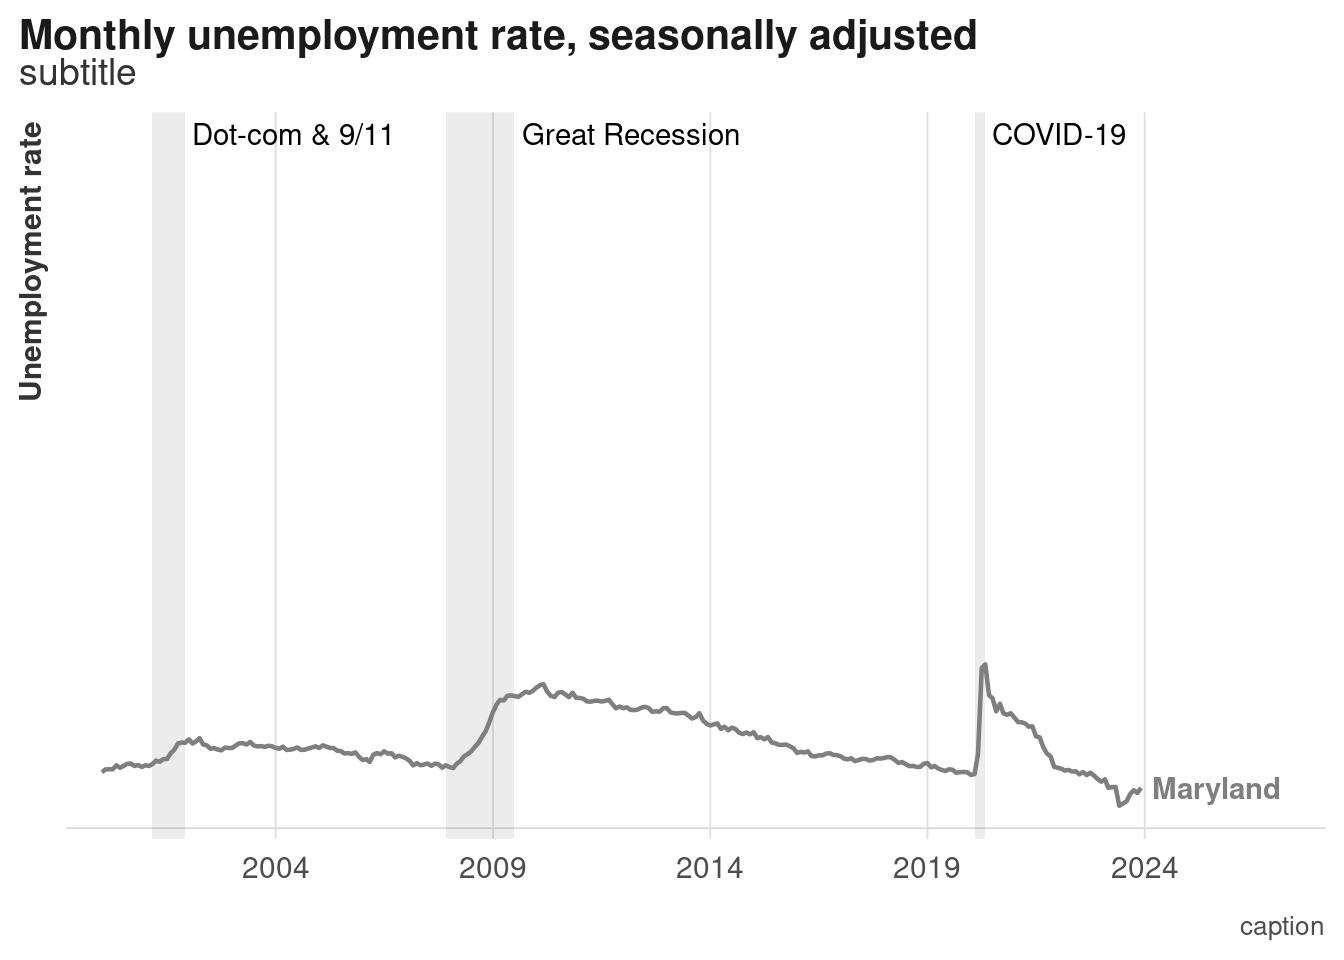 Monthly unemployment rate, seasonally adjusted
subtitle
Unemployment rate
Dot-com & 9/11
Great Recession
COVID-19
Maryland
2004
2009
2014
2019
2024
caption